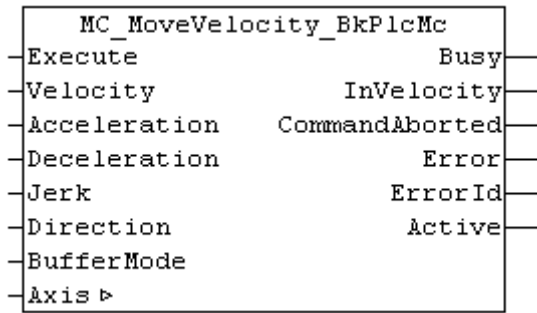 MC_MoveVelocity_BkPlcMc
Execute Busy
Velocity InVelocity
Acceleration CommandAborted
Deceleration Error
Jerk ErrorId
Direction Active
BufferMode
Axis ▷